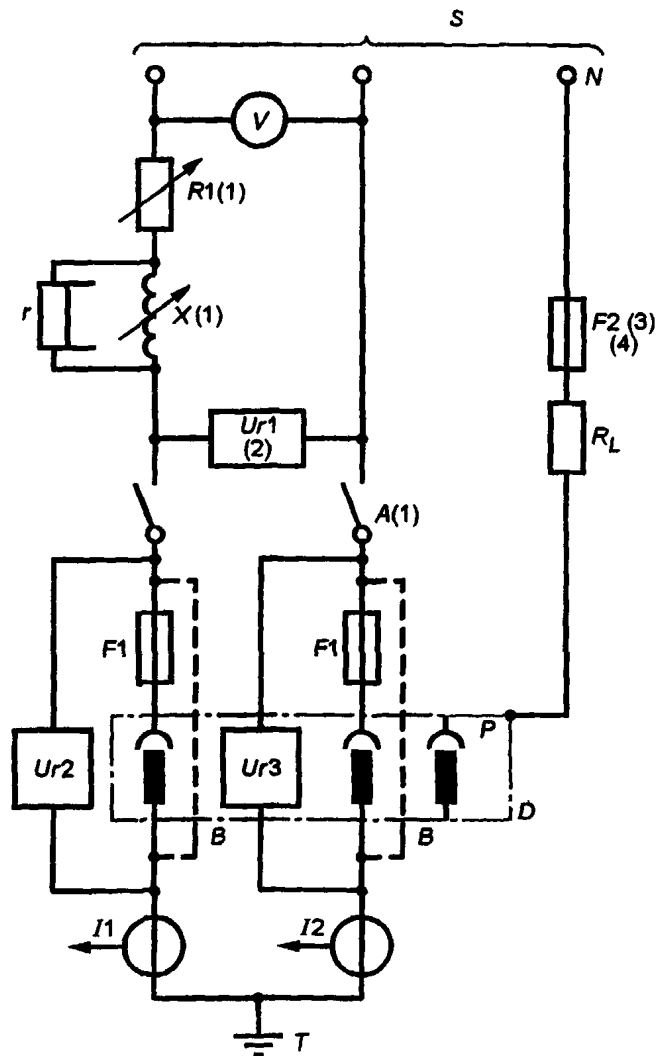 S
N
V
R1(1)
r
X(1)
F2 (3)
(4)
Ur1
(2)
R_L
A(1)
F1
F1
P
Ur2
Ur3
D
B
B
I1
I2
T